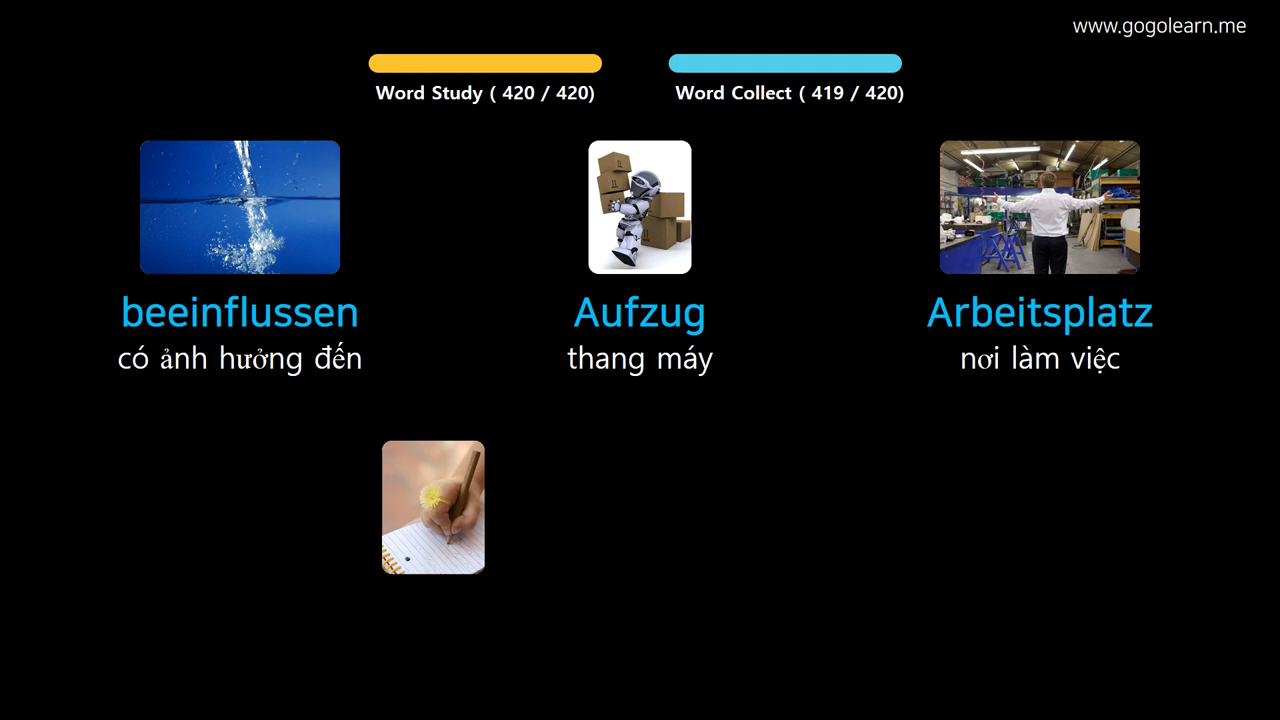 www.gogolearn.me
Word Study ( 420 / 420)
Word Collect ( 419 / 420)
beeinflussen
Aufzug
Arbeitsplatz
có ảnh hưởng đến
thang máy
nơi làm việc